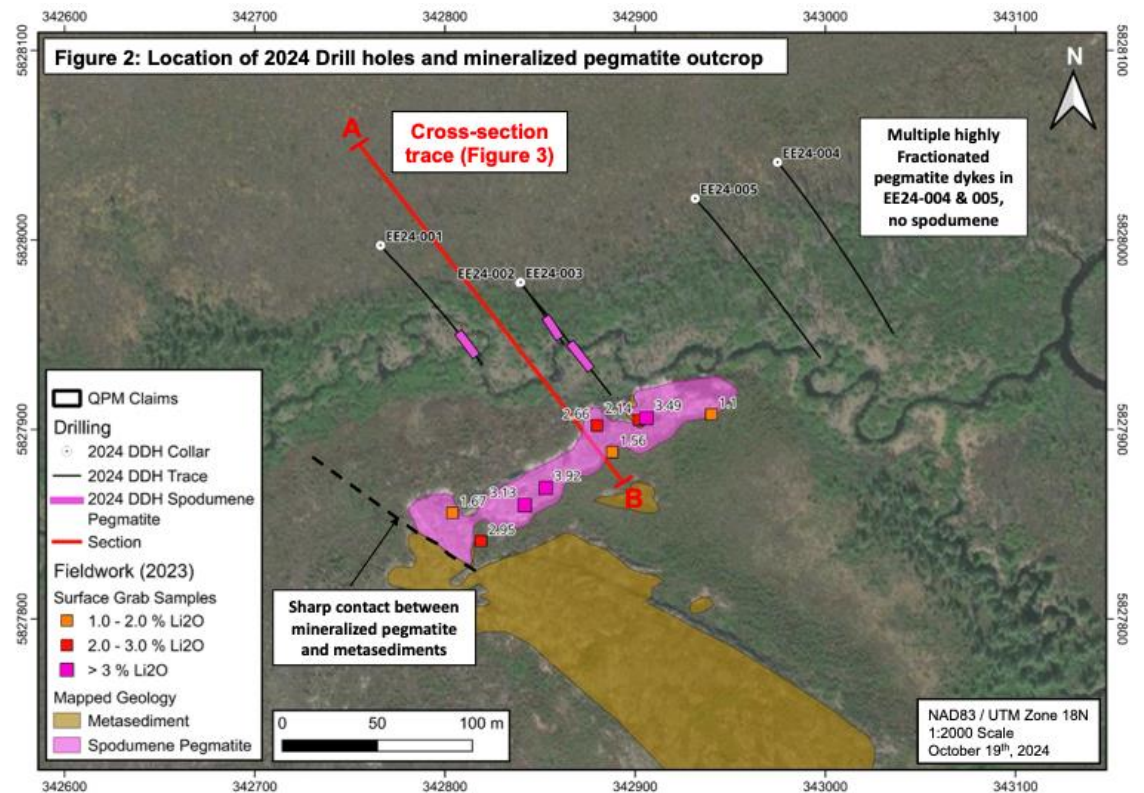 342600
342700
342800
342900
343000
343100
5828100
5828100
Figure 2: Location of 2024 Drill holes and mineralized pegmatite outcrop
N
A
Cross-section
trace (Figure 3)
Multiple highly
Fractionated
pegmatite dykes in
EE24-004 & 005,
no spodumene
EE24-004
EE24-005
5828000
5828000
EE24-001
EE24-002
EE24-003
5827900
5827900
2.66
2.14
3.49
1.1
1.56
3.92
3.13
1.67
2.95
B
QPM Claims
Drilling
2024 DDH Collar
2024 DDH Trace
2024 DDH Spodumene
Pegmatite
Section
Fieldwork (2023)
Surface Grab Samples
1.0 - 2.0 % Li2O
2.0 - 3.0 % Li2O
> 3 % Li2O
Mapped Geology
Metasediment
Spodumene Pegmatite
Sharp contact between
mineralized pegmatite
and metasediments
5827800
5827800
0 50 100 m
NAD83 / UTM Zone 18N
1:2000 Scale
October 19th, 2024
342600
342700
342800
342900
343000
343100